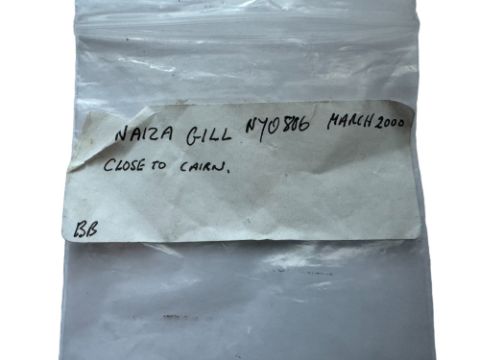 NAIZA GILL NY0806 MARCH 2000
CLOSE TO CAIRN.
BB